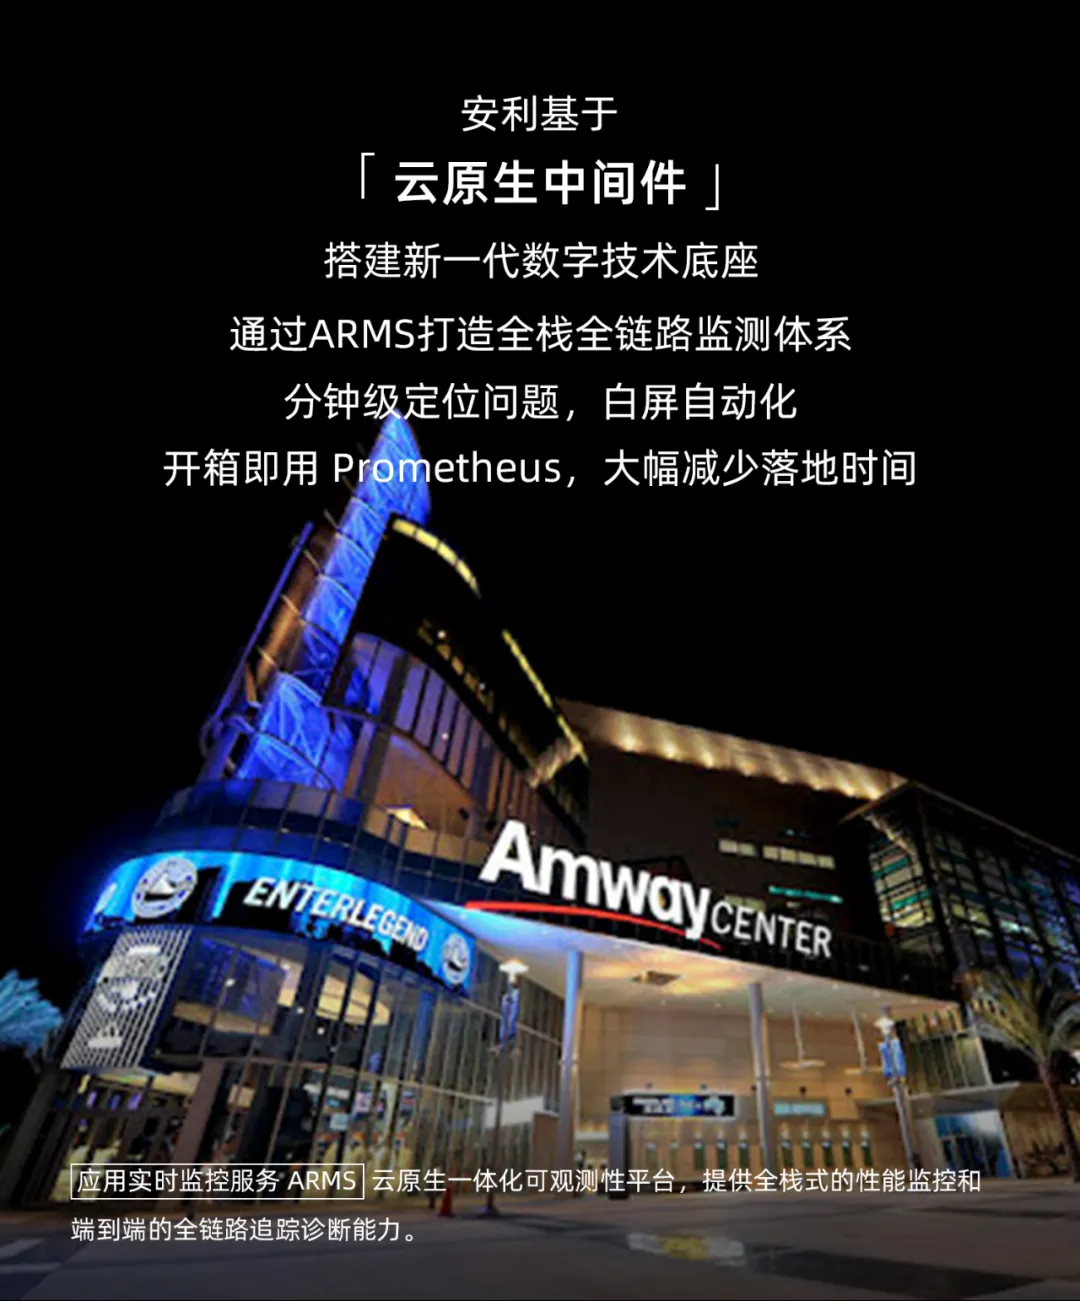 安利基于
「云原生中间件」
搭建新一代数字技术底座
通过ARMS打造全栈全链路监测体系
分钟级定位问题，白屏自动化
开箱即用 Prometheus，大幅减少落地时间
Amway CENTER
ENTERLEGEND
应用实时监控服务 ARMS 云原生一体化可观测性平台，提供全栈式的性能监控和
端到端的全链路追踪诊断能力。